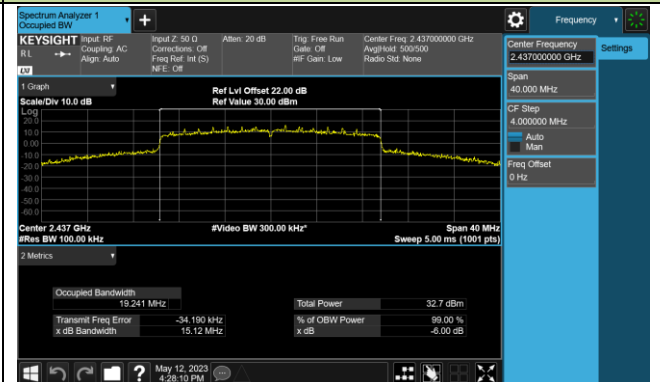 Spectrum Analyzer 1
Occupied BW
Frequency
KEYSIGHT
RL
Input: RF
Coupling: AC
Align: Auto
Input Z: 50 Ω
Corrections: Off
Freq Ref: Int (S)
NFE: Off
Atten: 20 dB
Trig: Free Run
Gate: Off
#IF Gain: Low
Center Freq: 2.437000000 GHz
Avg|Hold: 500/500
Radio Std: None
LXI
Center Frequency
2.437000000 GHz
Settings
Span
40.000 MHz
CF Step
4.000000 MHz
Auto
Man
Freq Offset
0 Hz
1 Graph
Scale/Div 10.0 dB
Ref Lvl Offset 22.00 dB
Ref Value 30.00 dBm
Log
20.0
10.0
0.00
-10.0
-20.0
-30.0
-40.0
-50.0
-60.0
Center 2.437 GHz
#Video BW 300.00 kHz*
Span 40 MHz
#Res BW 100.00 kHz
Sweep 5.00 ms (1001 pts)
2 Metrics
Occupied Bandwidth
19.241 MHz
Total Power 32.7 dBm
Transmit Freq Error -34.190 kHz
% of OBW Power 99.00 %
x dB Bandwidth 15.12 MHz
x dB -6.00 dB
May 12, 2023
4:28:10 PM